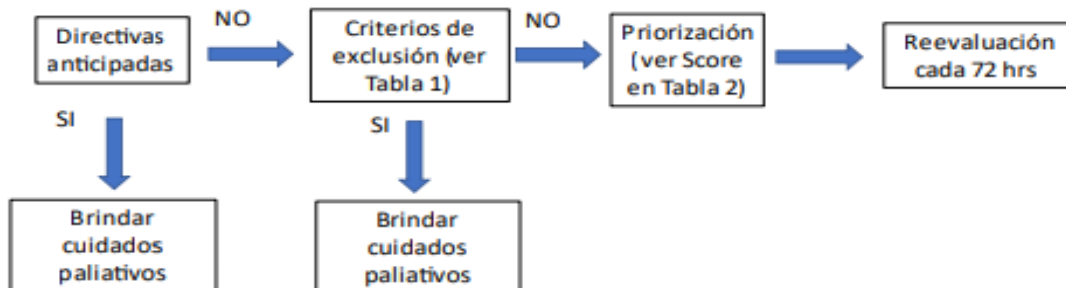 Directivas
anticipadas
NO
Criterios de
exclusión (ver
Tabla 1)
NO
Priorización
(ver Score
en Tabla 2)
Reevaluación
cada 72 hrs
SI
SI
Brindar
cuidados
paliativos
Brindar
cuidados
paliativos